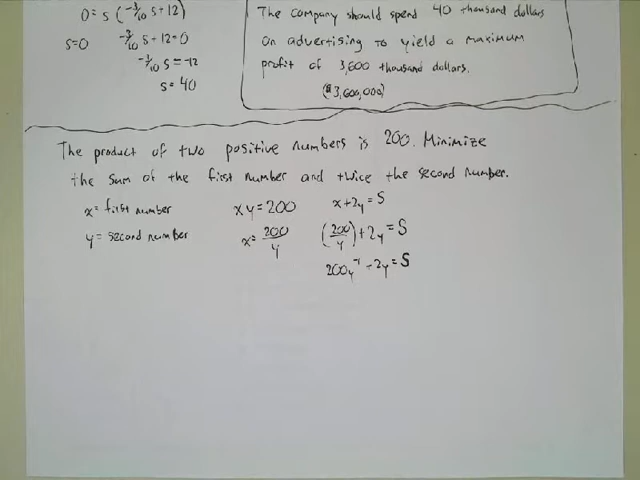 0 = s (-3/10 s + 12)
s=0 -3/10 s + 12 = 0
-3/10 s = -12
s = 40
The company should spend 40 thousand dollars
on advertising to yield a maximum
profit of 3,600 thousand dollars.
($3,600,000)
The product of two positive numbers is 200. Minimize
the sum of the first number and twice the second number.
x = first number xy = 200 x + 2y = S
y = second number x = 200/y (200/y) + 2y = S
200y⁻¹ + 2y = S